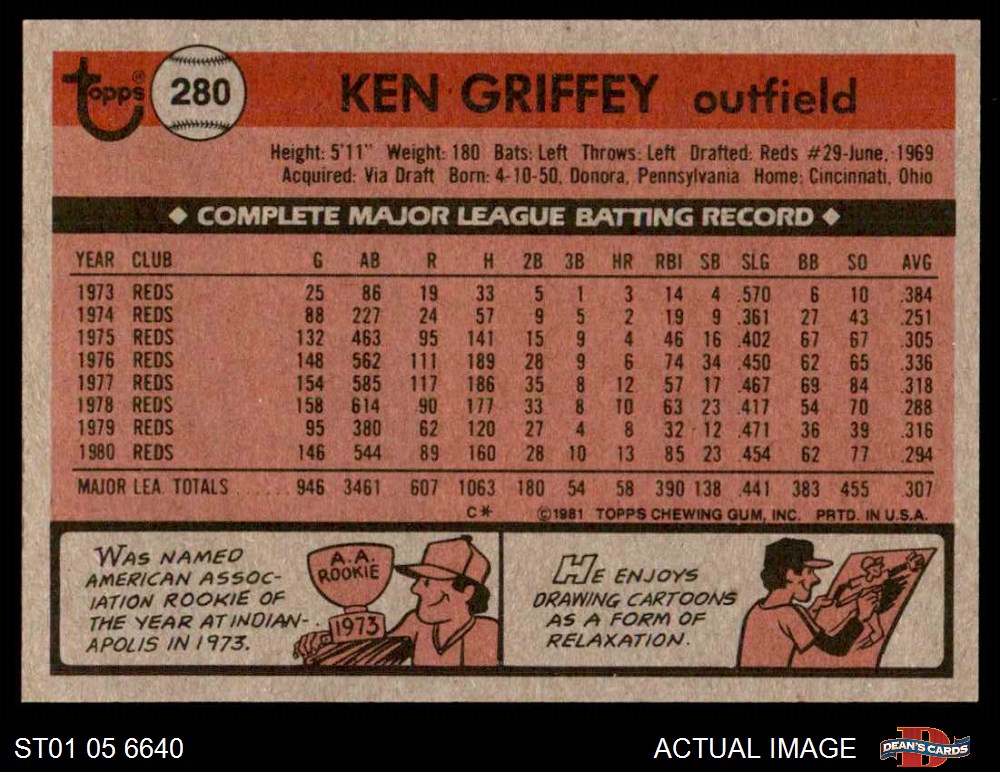 topps® 280 KEN GRIFFEY outfield
Height: 5'11" Weight: 180 Bats: Left Throws: Left Drafted: Reds #29-June, 1969
Acquired: Via Draft Born: 4-10-50, Donora, Pennsylvania Home: Cincinnati, Ohio
◆ COMPLETE MAJOR LEAGUE BATTING RECORD ◆
YEAR CLUB G AB R H 2B 3B HR RBI SB SLG BB SO AVG
1973 REDS 25 86 19 33 5 1 3 14 4 .570 6 10 .384
1974 REDS 88 227 24 57 9 5 2 19 9 .361 27 43 .251
1975 REDS 132 463 95 141 15 9 4 46 16 .402 67 67 .305
1976 REDS 148 562 111 189 28 9 6 74 34 .450 62 65 .336
1977 REDS 154 585 117 186 35 8 12 57 17 .467 69 84 .318
1978 REDS 158 614 90 177 33 8 10 63 23 .417 54 70 .288
1979 REDS 95 380 62 120 27 4 8 32 12 .471 36 39 .316
1980 REDS 146 544 89 160 28 10 13 85 23 .454 62 77 .294
MAJOR LEA. TOTALS ...... 946 3461 607 1063 180 54 58 390 138 .441 383 455 .307
C* ©1981 TOPPS CHEWING GUM, INC. PRTD. IN U.S.A.
WAS NAMED
AMERICAN ASSOC-
IATION ROOKIE OF
THE YEAR AT INDIAN-
APOLIS IN 1973.
A.A.
ROOKIE
1973
HE ENJOYS
DRAWING CARTOONS
AS A FORM OF
RELAXATION.
ST01 05 6640 ACTUAL IMAGE D DEAN'S CARDS